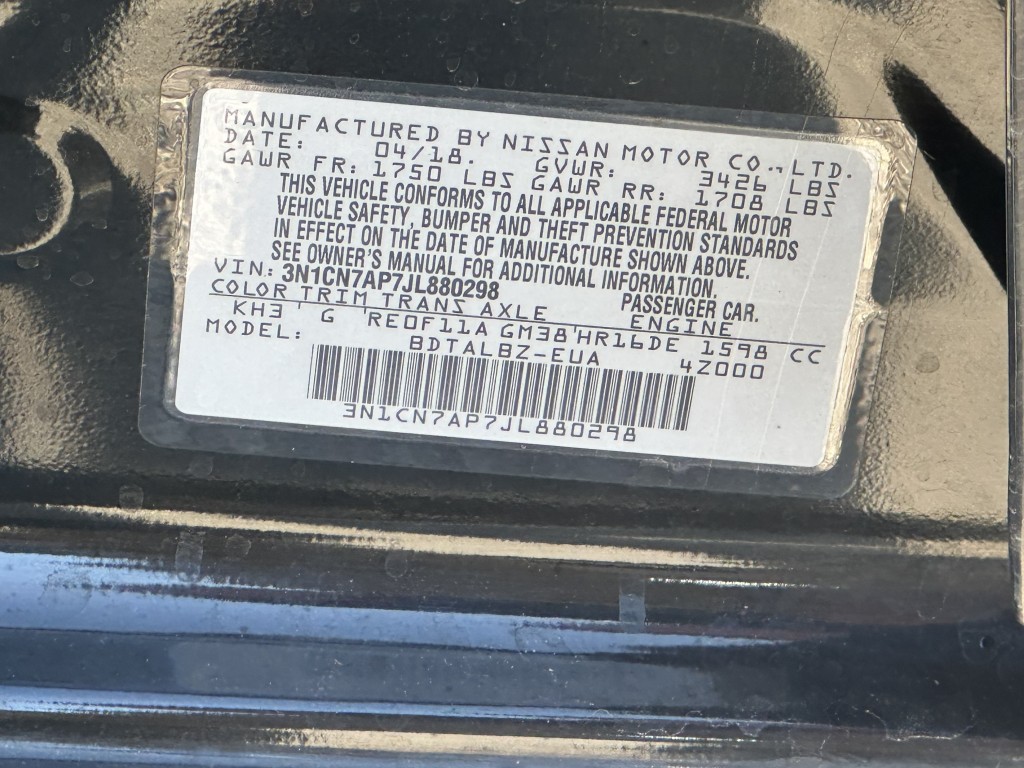 MANUFACTURED BY NISSAN MOTOR CO., LTD.
DATE: 04/18. GVWR: 3426 LBS
GAWR FR: 1750 LBS GAWR RR: 1708 LBS
THIS VEHICLE CONFORMS TO ALL APPLICABLE FEDERAL MOTOR
VEHICLE SAFETY, BUMPER AND THEFT PREVENTION STANDARDS
IN EFFECT ON THE DATE OF MANUFACTURE SHOWN ABOVE.
SEE OWNER'S MANUAL FOR ADDITIONAL INFORMATION.
VIN: 3N1CN7AP7JL880298 PASSENGER CAR.
COLOR TRIM TRANS AXLE ENGINE
KH3 ' G 'RE0F11A GM38'HR16DE 1598 CC
MODEL: BDTALBZ-EUA 4Z000
3N1CN7AP7JL880298